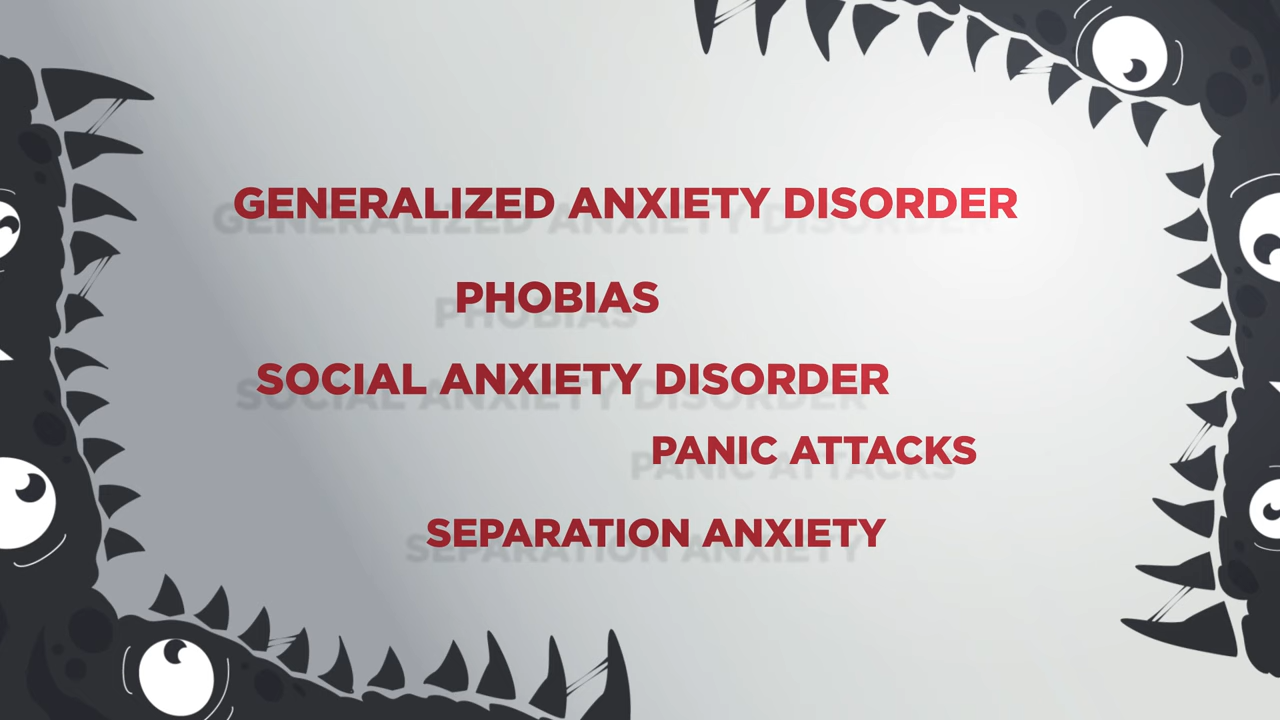 GENERALIZED ANXIETY DISORDER
PHOBIAS
SOCIAL ANXIETY DISORDER
PANIC ATTACKS
SEPARATION ANXIETY